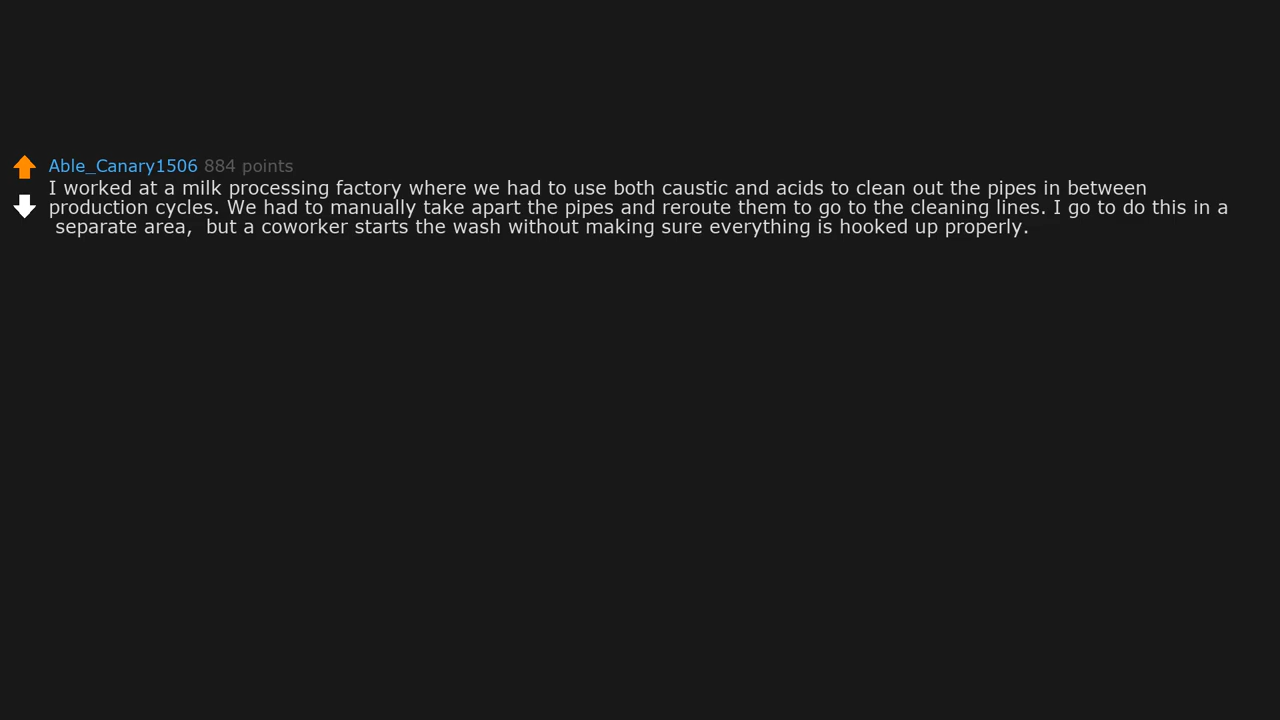 Able_Canary1506 884 points
I worked at a milk processing factory where we had to use both caustic and acids to clean out the pipes in between
production cycles. We had to manually take apart the pipes and reroute them to go to the cleaning lines. I go to do this in a
separate area,  but a coworker starts the wash without making sure everything is hooked up properly.